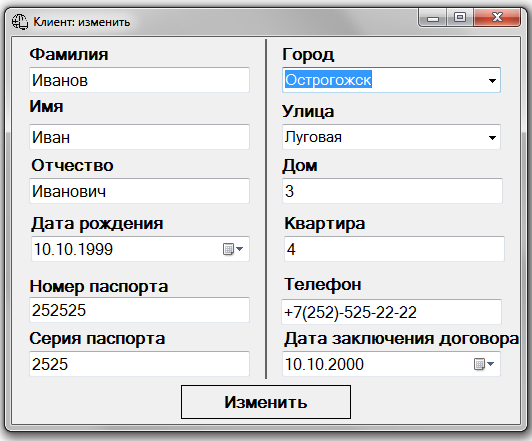 Клиент: изменить
Фамилия
Иванов
Имя
Иван
Отчество
Иванович
Дата рождения
10.10.1999
Номер паспорта
252525
Серия паспорта
2525
Город
Острогожск
Улица
Луговая
Дом
3
Квартира
4
Телефон
+7(252)-525-22-22
Дата заключения договора
10.10.2000
Изменить